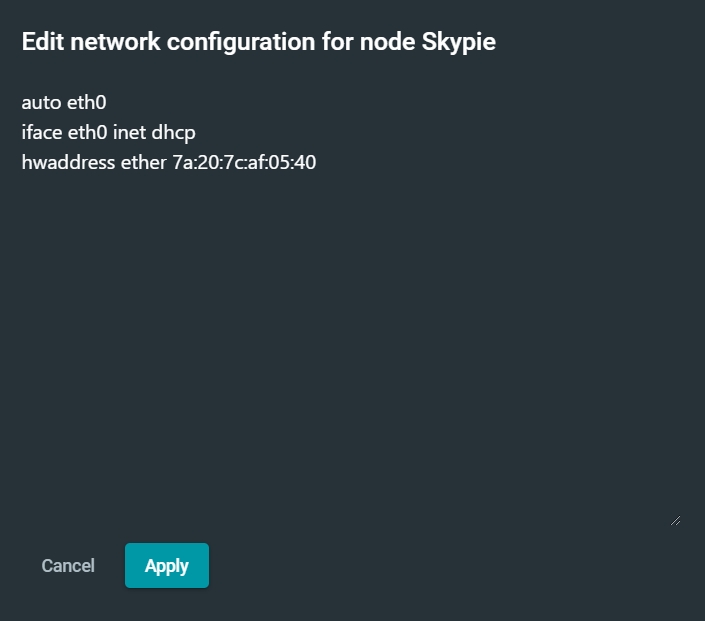 Edit network configuration for node Skypie
auto eth0
iface eth0 inet dhcp
hwaddress ether 7a:20:7c:af:05:40
Cancel
Apply